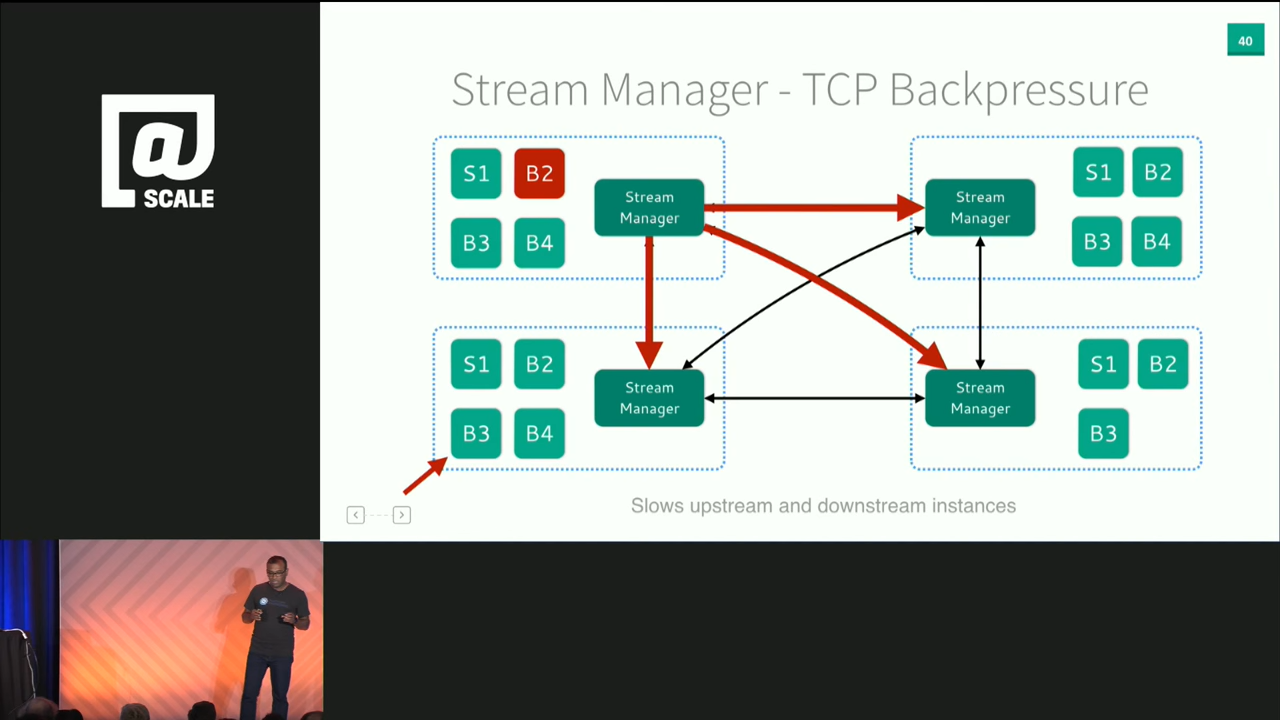 40
Stream Manager - TCP Backpressure
S1 B2
B3 B4
Stream
Manager
Stream
Manager
S1 B2
B3 B4
S1 B2
B3 B4
Stream
Manager
Stream
Manager
S1 B2
B3
Slows upstream and downstream instances
@
SCALE